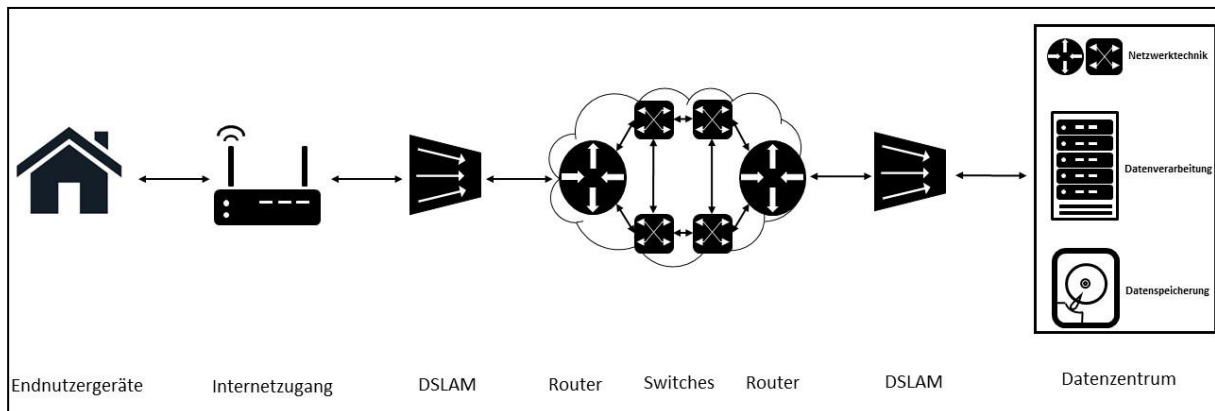 Netzwerktechnik
Datenverarbeitung
Datenspeicherung
Endnutzergeräte
Internetzugang
DSLAM
Router
Switches
Router
DSLAM
Datenzentrum